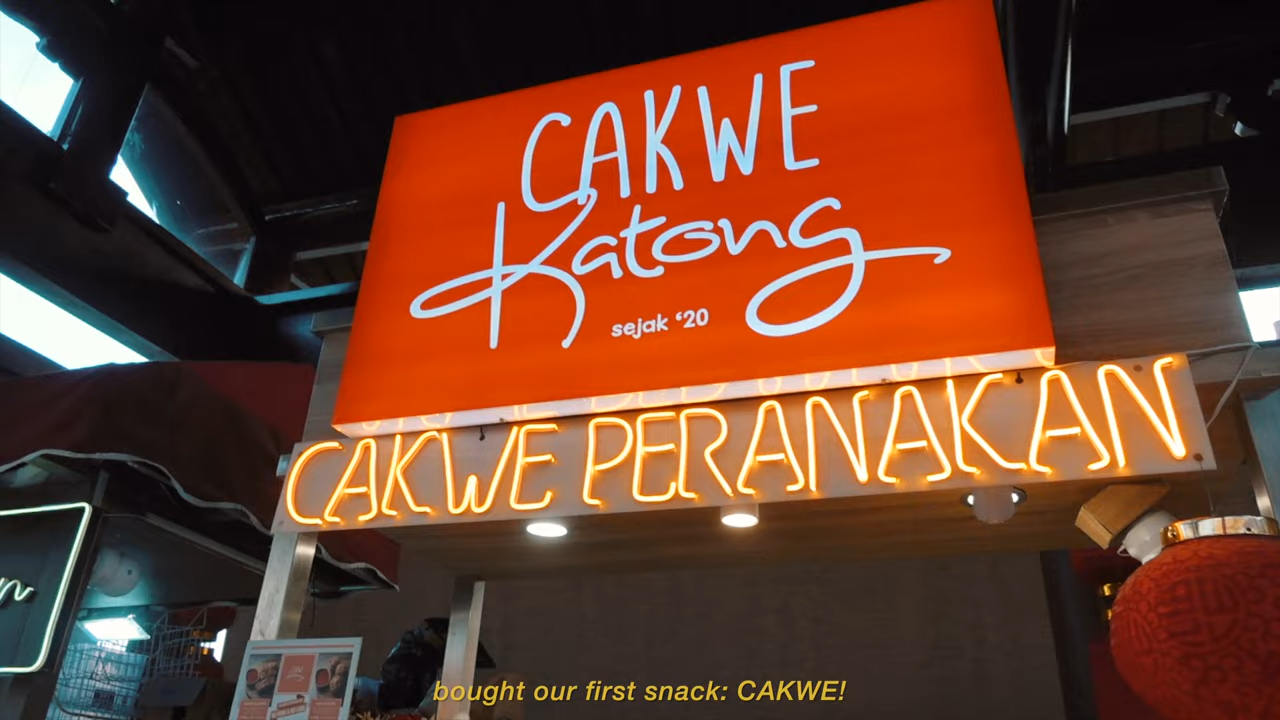 CAKWE
Katong
sejak ‘20
CAKWE PERANAKAN
bought our first snack: CAKWE!